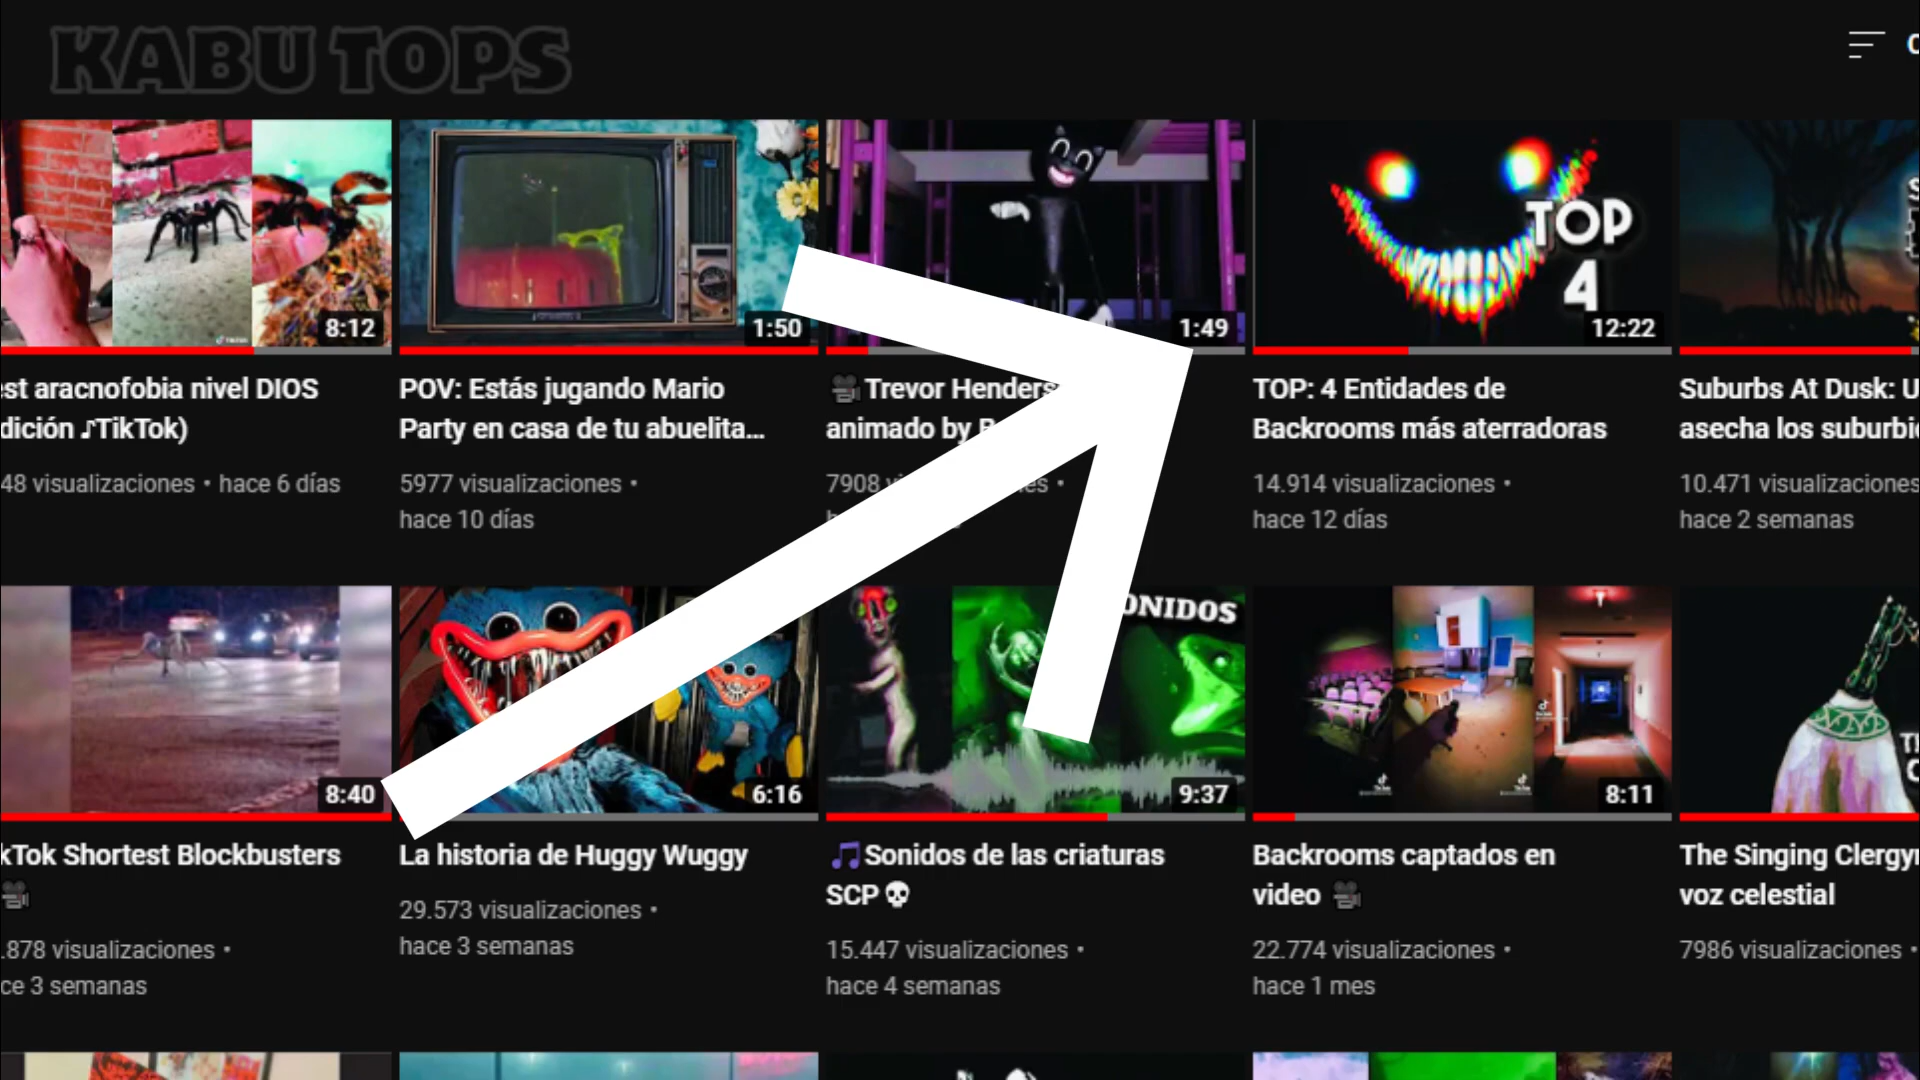 KABU TOPS
TOP
4
8:12
1:50
1:49
12:22
est aracnofobia nivel DIOS
dición ♪TikTok)
48 visualizaciones • hace 6 días
POV: Estás jugando Mario
Party en casa de tu abuelita...
5977 visualizaciones •
hace 10 días
🎥Trevor Henders
animado by
7908
TOP: 4 Entidades de
Backrooms más aterradoras
14.914 visualizaciones •
hace 12 días
Suburbs At Dusk: U
asecha los suburbi
10.471 visualizaciones
hace 2 semanas
ONIDOS
8:40
6:16
9:37
8:11
kTok Shortest Blockbusters
🎥
.878 visualizaciones •
ce 3 semanas
La historia de Huggy Wuggy
29.573 visualizaciones •
hace 3 semanas
🎵Sonidos de las criaturas
SCP💀
15.447 visualizaciones •
hace 4 semanas
Backrooms captados en
video 🎥
22.774 visualizaciones •
hace 1 mes
The Singing Clergy
voz celestial
7986 visualizaciones •